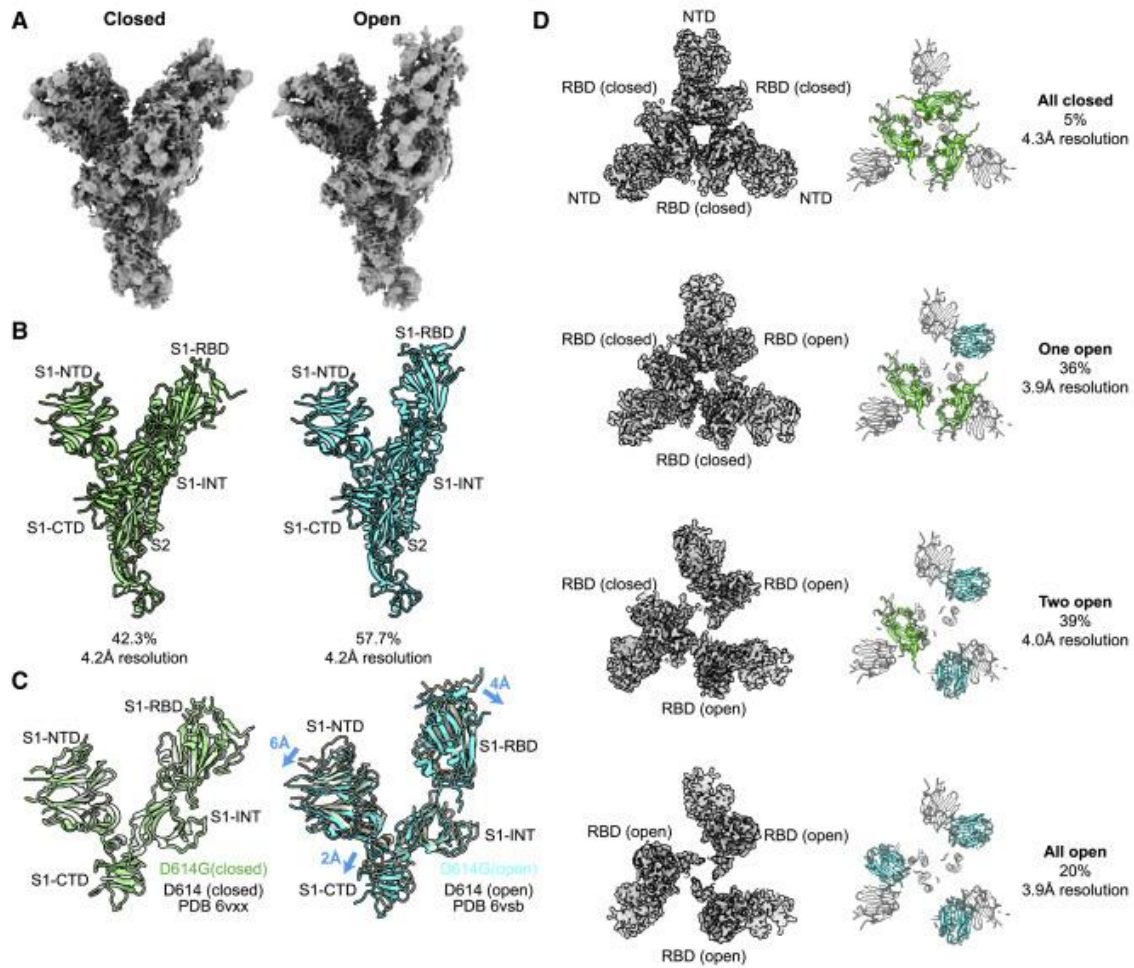 A
Closed
Open
B
S1-RBD
S1-NTD
S1-INT
S1-CTD
S2
42.3%
4.2Å resolution
S1-RBD
S1-NTD
S1-INT
S1-CTD
S2
57.7%
4.2Å resolution
C
S1-RBD
S1-NTD
S1-INT
S1-CTD
D614G(closed)
D614 (closed)
PDB 6vxx
4Å
S1-NTD
6Å
S1-RBD
S1-INT
2Å
S1-CTD
D614G(open)
D614 (open)
PDB 6vsb
D
NTD
RBD (closed)
RBD (closed)
NTD
NTD
RBD (closed)
All closed
5%
4.3Å resolution
RBD (closed)
RBD (open)
RBD (closed)
One open
36%
3.9Å resolution
RBD (closed)
RBD (open)
RBD (open)
Two open
39%
4.0Å resolution
RBD (open)
RBD (open)
RBD (open)
All open
20%
3.9Å resolution